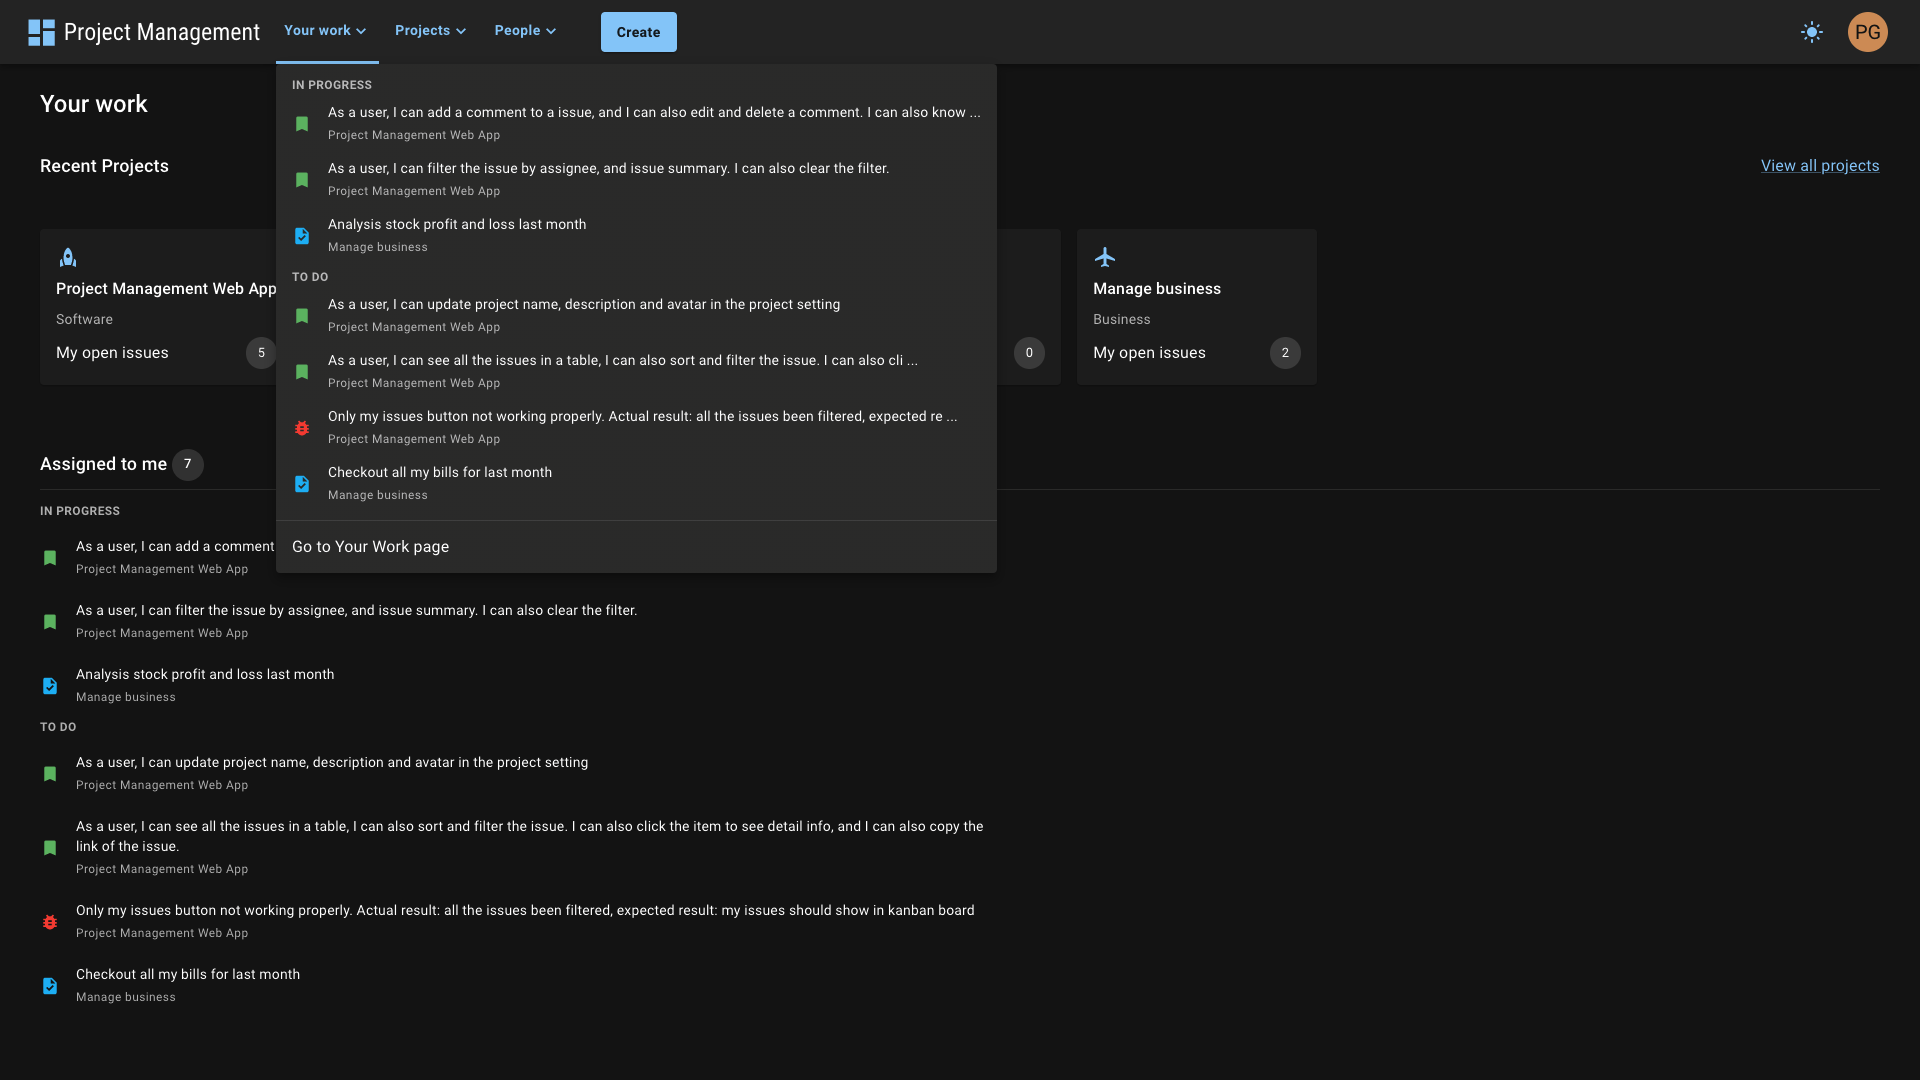 Project Management
Your work
Projects
People
Create
PG
IN PROGRESS
As a user, I can add a comment to a issue, and I can also edit and delete a comment. I can also know ...
Project Management Web App
As a user, I can filter the issue by assignee, and issue summary. I can also clear the filter.
Project Management Web App
Analysis stock profit and loss last month
Manage business
TO DO
As a user, I can update project name, description and avatar in the project setting
Project Management Web App
As a user, I can see all the issues in a table, I can also sort and filter the issue. I can also cli ...
Project Management Web App
Only my issues button not working properly. Actual result: all the issues been filtered, expected re ...
Project Management Web App
Checkout all my bills for last month
Manage business
Go to Your Work page
Your work
Recent Projects
View all projects
Project Management Web App
Software
My open issues
5
0
Manage business
Business
My open issues
2
Assigned to me
7
IN PROGRESS
As a user, I can add a comment
Project Management Web App
As a user, I can filter the issue by assignee, and issue summary. I can also clear the filter.
Project Management Web App
Analysis stock profit and loss last month
Manage business
TO DO
As a user, I can update project name, description and avatar in the project setting
Project Management Web App
As a user, I can see all the issues in a table, I can also sort and filter the issue. I can also click the item to see detail info, and I can also copy the
link of the issue.
Project Management Web App
Only my issues button not working properly. Actual result: all the issues been filtered, expected result: my issues should show in kanban board
Project Management Web App
Checkout all my bills for last month
Manage business